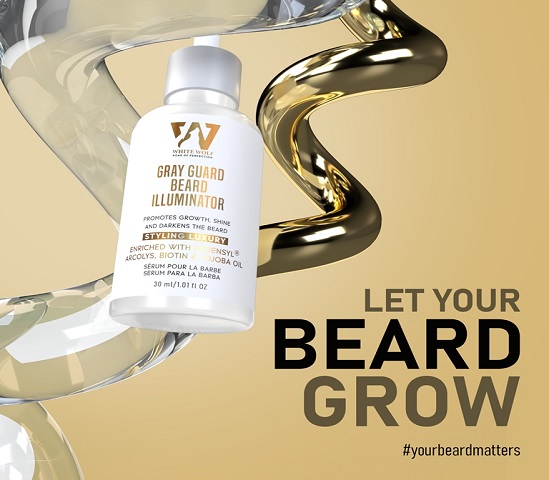 WHITE WOLF
GRAY GUARD
BEARD
ILLUMINATOR
PROMOTES GROWTH, SHINE
AND DARKENS THE BEARD
STYLING LUXURY
ENRICHED WITH
ARCOLYS, BIOTIN
JOJOBA OIL
SÉRUM POUR LA BARBE
SERUM PARA LA BARBA
30 ml/1.01 fl oz
LET YOUR
BEARD
GROW
#yourbeardmatters